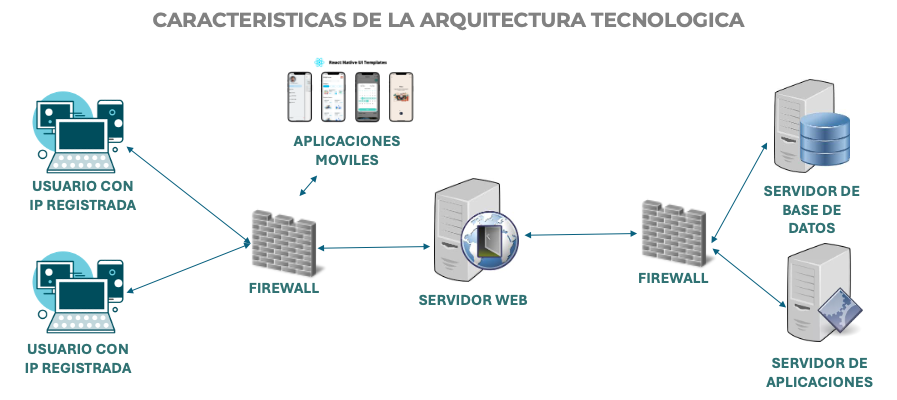 CARACTERISTICAS DE LA ARQUITECTURA TECNOLOGICA
React Native UI Templates
APLICACIONES
MOVILES
USUARIO CON
IP REGISTRADA
FIREWALL
SERVIDOR WEB
FIREWALL
SERVIDOR DE
BASE DE
DATOS
USUARIO CON
IP REGISTRADA
SERVIDOR DE
APLICACIONES